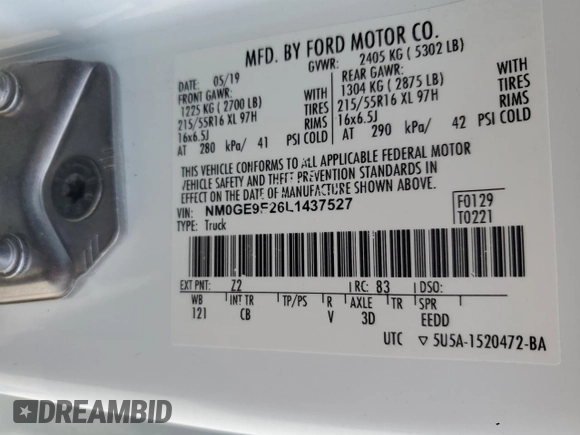 MFD. BY FORD MOTOR CO.
DATE: 05/19 GVWR: 2405 KG ( 5302 LB)
FRONT GAWR: REAR GAWR:
1225 KG ( 2700 LB) WITH 1304 KG ( 2875 LB) WITH
215/55R16 XL 97H TIRES 215/55R16 XL 97H TIRES
16x6.5J RIMS 16x6.5J RIMS
AT 280 kPa/ 41 PSI COLD AT 290 kPa/ 42 PSI COLD
THIS VEHICLE CONFORMS TO ALL APPLICABLE FEDERAL MOTOR
VEHICLE SAFETY AND THEFT PREVENTION STANDARDS IN
EFFECT ON THE DATE OF MANUFACTURE SHOWN ABOVE.
VIN: NM0GE9F26L1437527 F0129
TYPE: Truck T0221
EXT PNT: Z2 RC: 83 DSO:
WB INT TR TP/PS R AXLE TR SPR
121 CB V 3D EEDD
UTC ▽ 5U5A-1520472-BA
DREAMBID